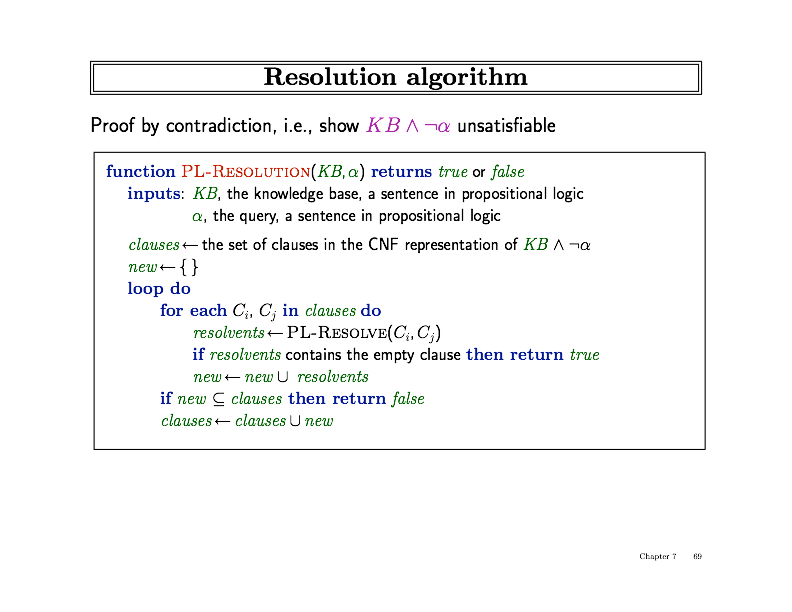 Resolution algorithm
Proof by contradiction, i.e., show KB ∧ ¬α unsatisfiable
function PL-Resolution(KB, α) returns true or false
inputs: KB, the knowledge base, a sentence in propositional logic
α, the query, a sentence in propositional logic
clauses ← the set of clauses in the CNF representation of KB ∧ ¬α
new ← { }
loop do
for each Ci, Cj in clauses do
resolvents ← PL-Resolve(Ci, Cj)
if resolvents contains the empty clause then return true
new ← new ∪ resolvents
if new ⊆ clauses then return false
clauses ← clauses ∪ new
Chapter 7 69